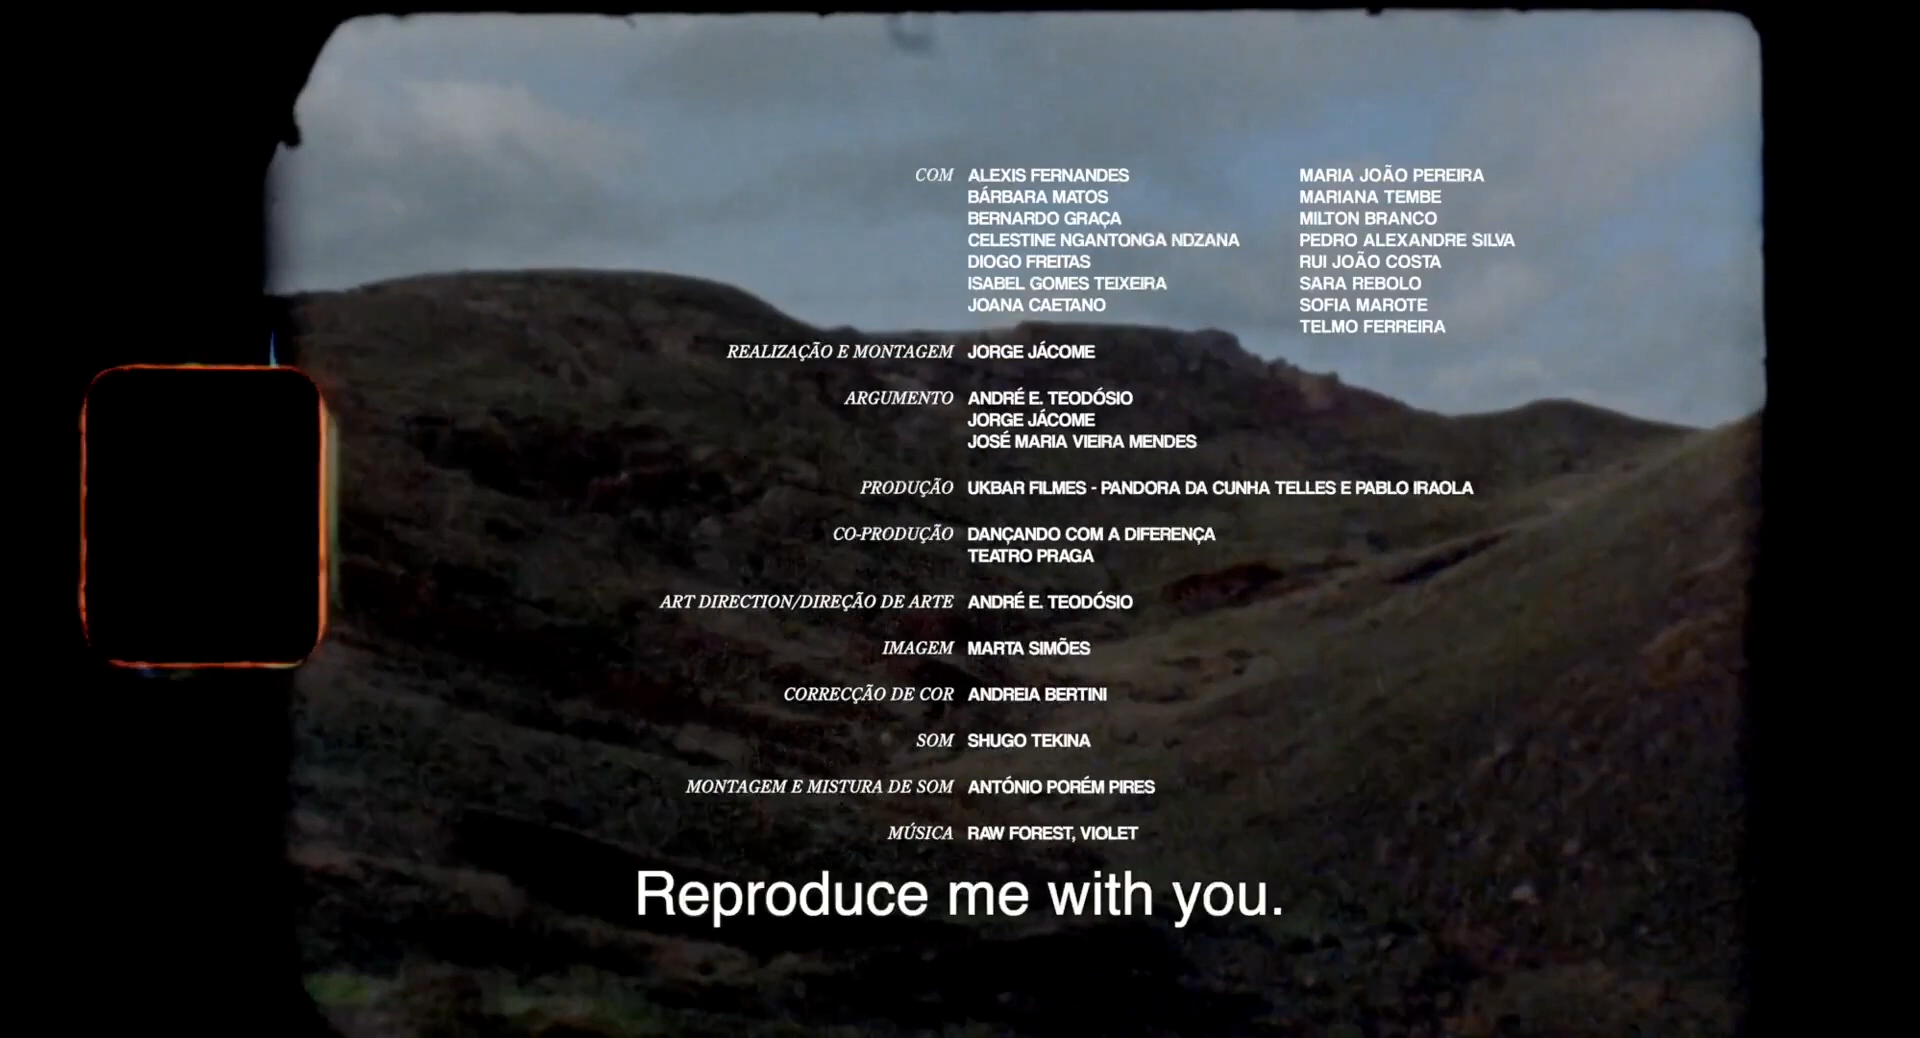 COM ALEXIS FERNANDES
BÁRBARA MATOS
BERNARDO GRAÇA
CELESTINE NGANTONGA NDZANA
DIOGO FREITAS
ISABEL GOMES TEIXEIRA
JOANA CAETANO
MARIA JOÃO PEREIRA
MARIANA TEMBE
MILTON BRANCO
PEDRO ALEXANDRE SILVA
RUI JOÃO COSTA
SARA REBOLO
SOFIA MAROTE
TELMO FERREIRA
REALIZAÇÃO E MONTAGEM JORGE JÁCOME
ARGUMENTO ANDRÉ E. TEODÓSIO
JORGE JÁCOME
JOSÉ MARIA VIEIRA MENDES
PRODUÇÃO UKBAR FILMES - PANDORA DA CUNHA TELLES E PABLO IRAOLA
CO-PRODUÇÃO DANÇANDO COM A DIFERENÇA
TEATRO PRAGA
ART DIRECTION/DIREÇÃO DE ARTE ANDRÉ E. TEODÓSIO
IMAGEM MARTA SIMÕES
CORRECÇÃO DE COR ANDREIA BERTINI
SOM SHUGO TEKINA
MONTAGEM E MISTURA DE SOM ANTÓNIO PORÉM PIRES
MÚSICA RAW FOREST, VIOLET
Reproduce me with you.